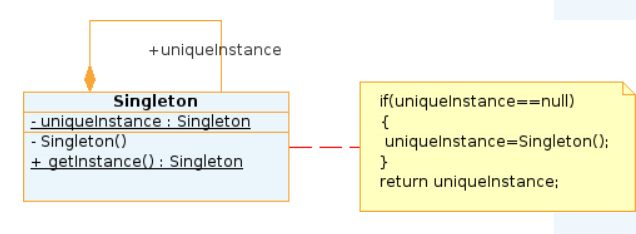 +uniqueInstance
Singleton
- uniqueInstance : Singleton
- Singleton()
+ getInstance() : Singleton
if(uniqueInstance==null)
{
uniqueInstance=Singleton();
}
return uniqueInstance;